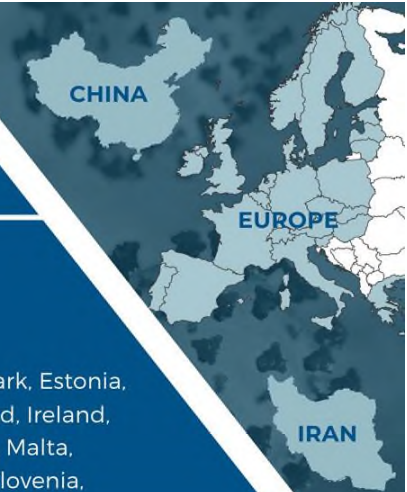 CHINA
EUROPE
ark, Estonia,
d, Ireland,
Malta,
lovenia,
IRAN